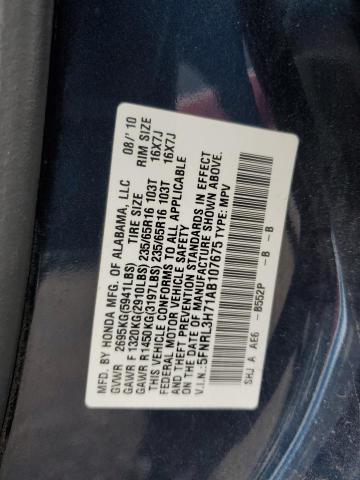 MFD. BY HONDA MFG. OF ALABAMA, LLC 08/'10
GVWR 2695KG(5941LBS) TIRE SIZE RIM SIZE
GAWR F1320KG(2910LBS)235/65R16 103T 16X7J
GAWR R1450KG(3197LBS)235/65R16 103T 16X7J
THIS VEHICLE CONFORMS TO ALL APPLICABLE
FEDERAL MOTOR VEHICLE SAFETY
AND THEFT PREVENTION STANDARDS IN EFFECT
ON THE DATE OF MANUFACTURE SHOWN ABOVE.
V.I.N.:5FNRL3H71AB107675 TYPE: MPV
SHJ A AE6 -B552P -B -B